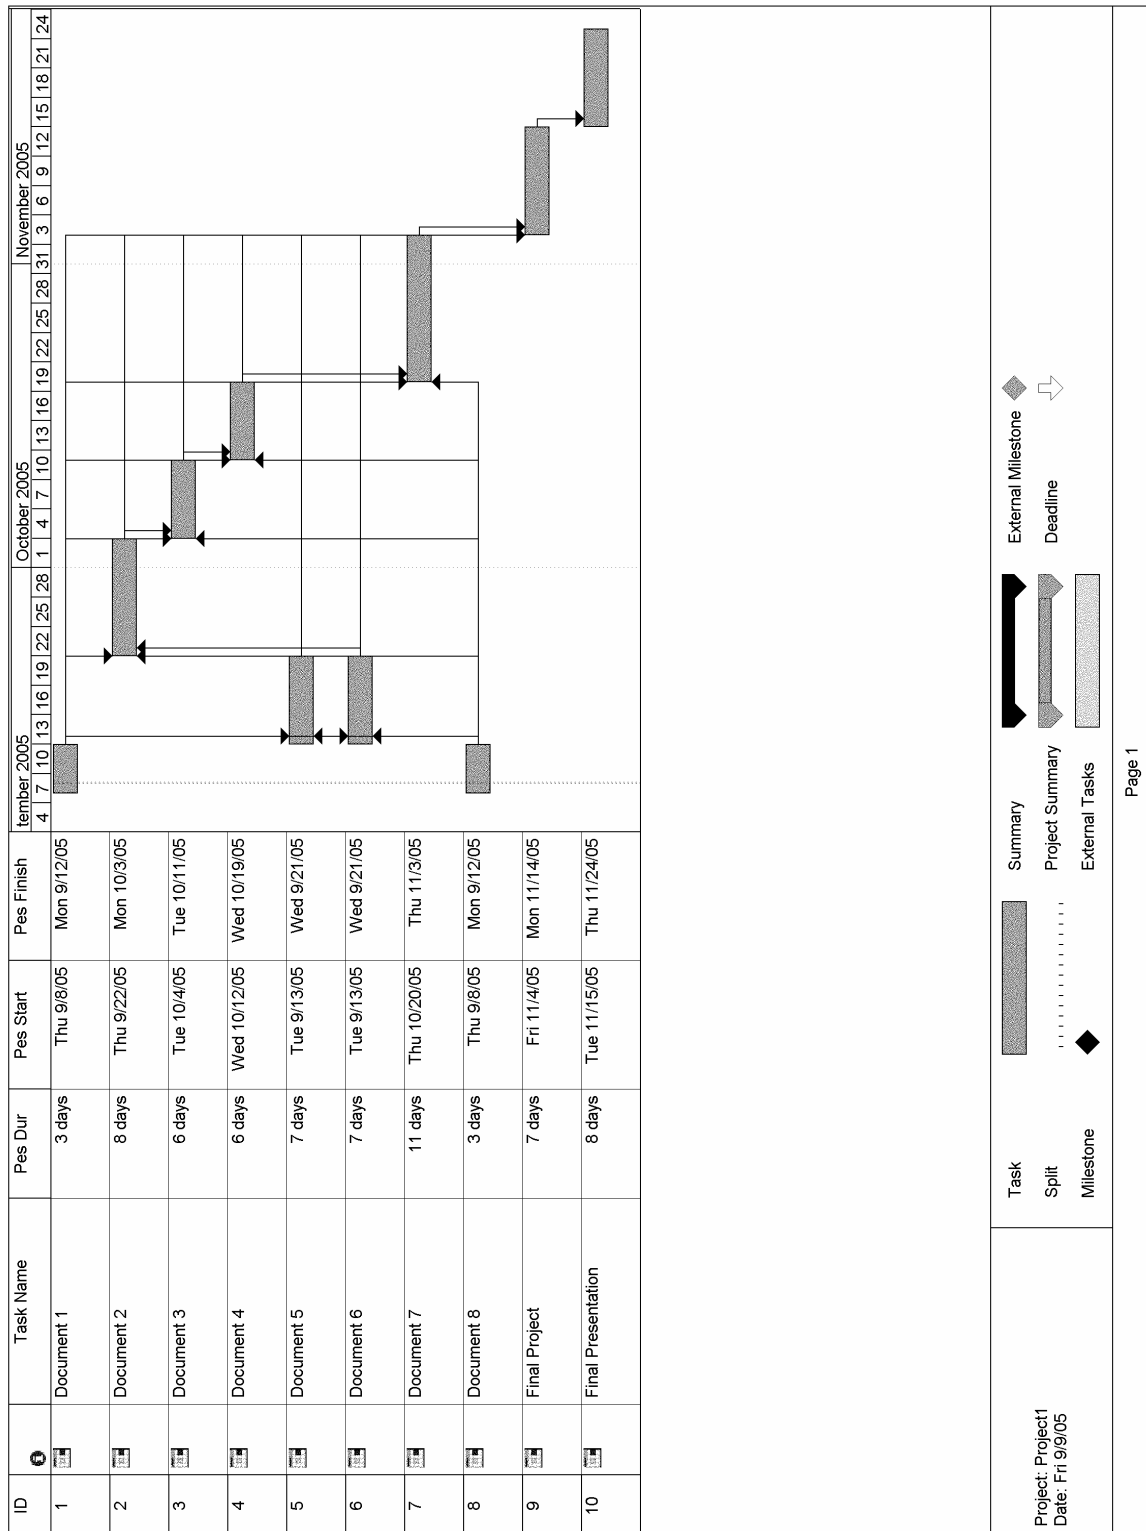 ID Task Name Pes Dur Pes Start Pes Finish
tember 2005 October 2005 November 2005
4 7 10 13 16 19 22 25 28 1 4 7 10 13 16 19 22 25 28 31 3 6 9 12 15 18 21 24
1 Document 1 3 days Thu 9/8/05 Mon 9/12/05
2 Document 2 8 days Thu 9/22/05 Mon 10/3/05
3 Document 3 6 days Tue 10/4/05 Tue 10/11/05
4 Document 4 6 days Wed 10/12/05 Wed 10/19/05
5 Document 5 7 days Tue 9/13/05 Wed 9/21/05
6 Document 6 7 days Tue 9/13/05 Wed 9/21/05
7 Document 7 11 days Thu 10/20/05 Thu 11/3/05
8 Document 8 3 days Thu 9/8/05 Mon 9/12/05
9 Final Project 7 days Fri 11/4/05 Mon 11/14/05
10 Final Presentation 8 days Tue 11/15/05 Thu 11/24/05
Project: Project1
Date: Fri 9/9/05
Task Summary External Milestone
Split Project Summary Deadline
Milestone External Tasks
Page 1